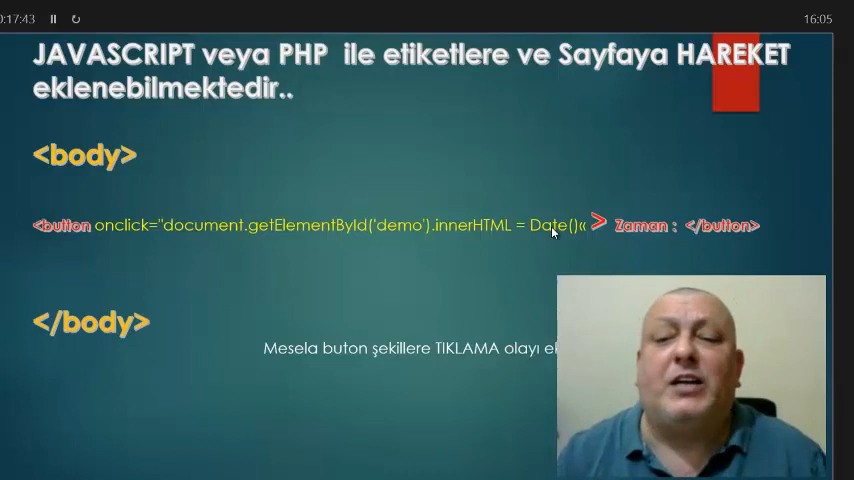 0:17:43
16:05
JAVASCRIPT veya PHP ile etiketlere ve Sayfaya HAREKET
eklenebilmektedir..
<body>
<button onclick="document.getElementById('demo').innerHTML = Date()« > Zaman : </button>
</body>
Mesela buton şekillere TIKLAMA olayı